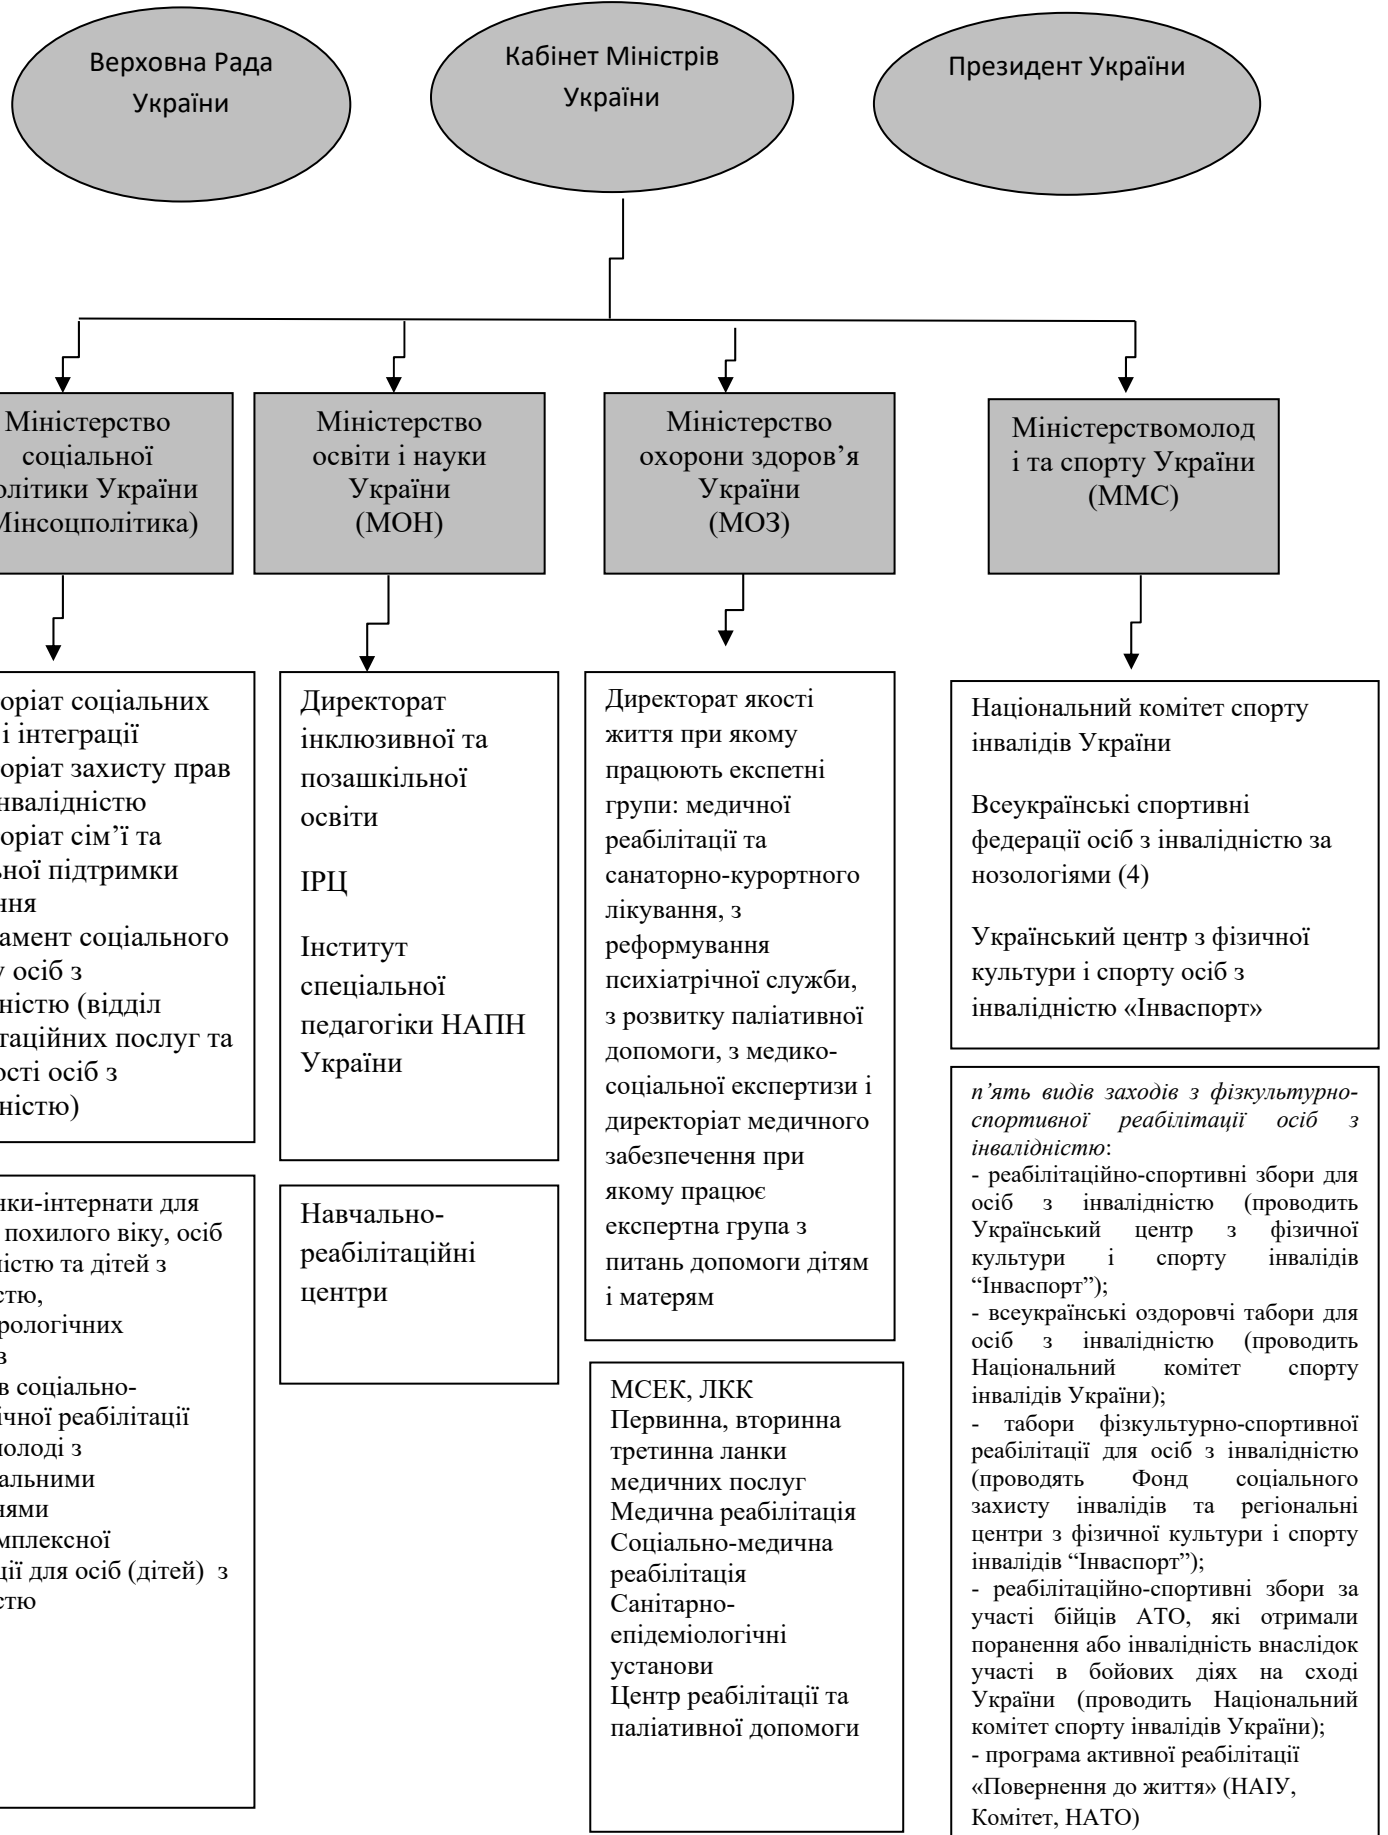 Верховна Рада
України
Кабінет Міністрів
України
Президент України
Міністерство
соціальної
олітики України
Мінсоцполітика)
Міністерство
освіти і науки
України
(МОН)
Міністерство
охорони здоров’я
України
(МОЗ)
Міністерствомолод
і та спорту України
(ММС)
оріат соціальних
і інтеграції
оріат захисту прав
нвалідністю
оріат сім’ї та
ьної підтримки
ння
амент соціального
у осіб з
ністю (відділ
таційних послуг та
ості осіб з
ністю)
Директорат
інклюзивної та
позашкільної
освіти
ІРЦ
Інститут
спеціальної
педагогіки НАПН
України
Директорат якості
життя при якому
працюють експетні
групи: медичної
реабілітації та
санаторно-курортного
лікування, з
реформування
психіатрічної служби,
з розвитку паліативної
допомоги, з медико-
соціальної експертизи і
директоріат медичного
забезпечення при
якому працює
експертна група з
питань допомоги дітям
і матерям
Національний комітет спорту
інвалідів України
Всеукраїнські спортивні
федерації осіб з інвалідністю за
нозологіями (4)
Український центр з фізичної
культури і спорту осіб з
інвалідністю «Інваспорт»
нки-інтернати для
похилого віку, осіб
ністю та дітей з
стю,
рологічних
в
в соціально-
ічної реабілітації
молоді з
альними
нями
мплексної
ції для осіб (дітей) з
стю
Навчально-
реабілітаційні
центри
МСЕК, ЛКК
Первинна, вторинна
третинна ланки
медичних послуг
Медична реабілітація
Соціально-медична
реабілітація
Санітарно-
епідеміологічні
установи
Центр реабілітації та
паліативної допомоги
п’ять видів заходів з фізкультурно-
спортивної реабілітації осіб з
інвалідністю:
- реабілітаційно-спортивні збори для
осіб з інвалідністю (проводить
Український центр з фізичної
культури і спорту інвалідів
“Інваспорт”);
- всеукраїнські оздоровчі табори для
осіб з інвалідністю (проводить
Національний комітет спорту
інвалідів України);
- табори фізкультурно-спортивної
реабілітації для осіб з інвалідністю
(проводять Фонд соціального
захисту інвалідів та регіональні
центри з фізичної культури і спорту
інвалідів “Інваспорт”);
- реабілітаційно-спортивні збори за
участі бійців АТО, які отримали
поранення або інвалідність внаслідок
участі в бойових діях на сході
України (проводить Національний
комітет спорту інвалідів України);
- програма активної реабілітації
«Повернення до життя» (НАІУ,
Комітет, НАТО)